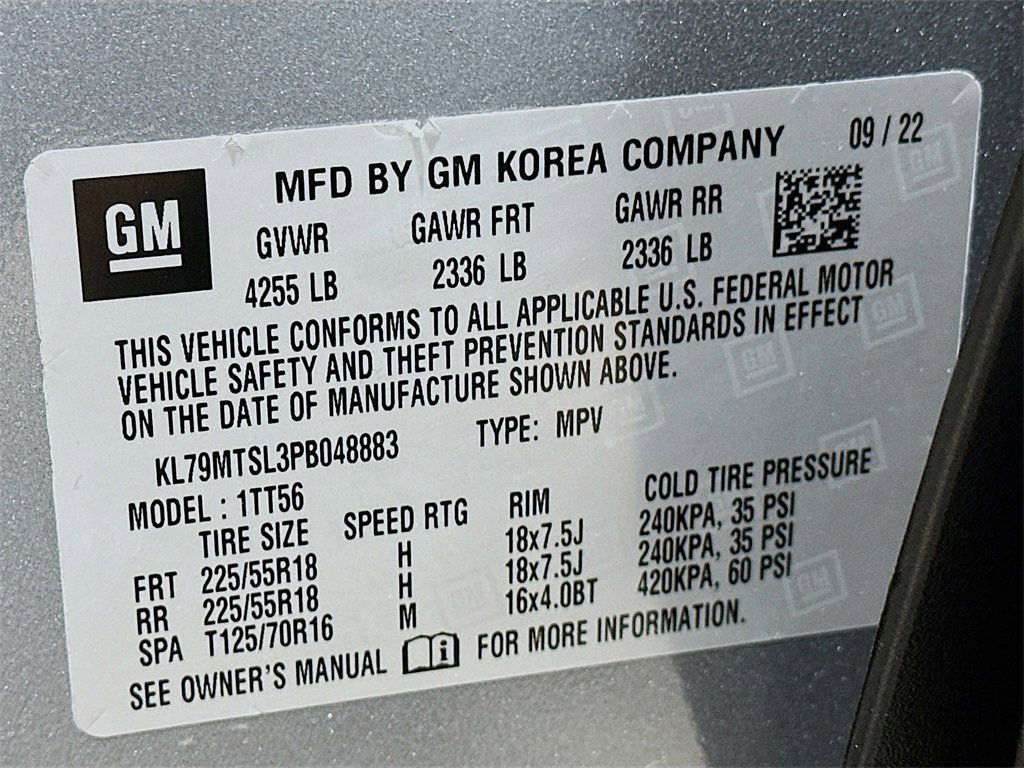 GM
MFD BY GM KOREA COMPANY 09 / 22
GVWR GAWR FRT GAWR RR
4255 LB 2336 LB 2336 LB
THIS VEHICLE CONFORMS TO ALL APPLICABLE U.S. FEDERAL MOTOR
VEHICLE SAFETY AND THEFT PREVENTION STANDARDS IN EFFECT
ON THE DATE OF MANUFACTURE SHOWN ABOVE.
KL79MTSL3PB048883 TYPE: MPV
MODEL : 1TT56
TIRE SIZE SPEED RTG RIM COLD TIRE PRESSURE
FRT 225/55R18 H 18x7.5J 240KPA, 35 PSI
RR 225/55R18 H 18x7.5J 240KPA, 35 PSI
SPA T125/70R16 M 16x4.0BT 420KPA, 60 PSI
SEE OWNER'S MANUAL FOR MORE INFORMATION.